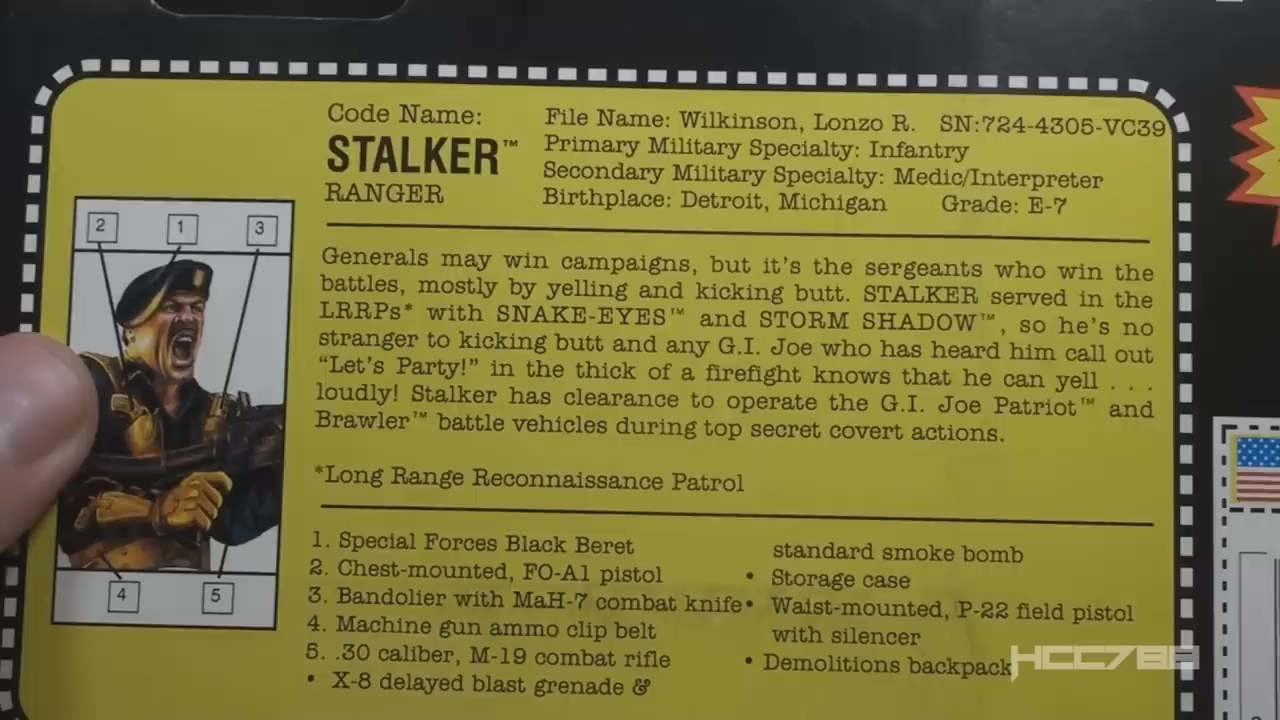 Code Name:
STALKER™
RANGER
File Name: Wilkinson, Lonzo R. SN:724-4305-VC39
Primary Military Specialty: Infantry
Secondary Military Specialty: Medic/Interpreter
Birthplace: Detroit, Michigan Grade: E-7
2 1 3
Generals may win campaigns, but it's the sergeants who win the
battles, mostly by yelling and kicking butt. STALKER served in the
LRRPs* with SNAKE-EYES™ and STORM SHADOW™, so he's no
stranger to kicking butt and any G.I. Joe who has heard him call out
“Let's Party!” in the thick of a firefight knows that he can yell . . .
loudly! Stalker has clearance to operate the G.I. Joe Patriot™ and
Brawler™ battle vehicles during top secret covert actions.
*Long Range Reconnaissance Patrol
4 5
1. Special Forces Black Beret
2. Chest-mounted, FO-A1 pistol
3. Bandolier with MaH-7 combat knife
4. Machine gun ammo clip belt
5. .30 caliber, M-19 combat rifle
• X-8 delayed blast grenade &
standard smoke bomb
• Storage case
• Waist-mounted, P-22 field pistol
with silencer
• Demolitions backpack
HCC788